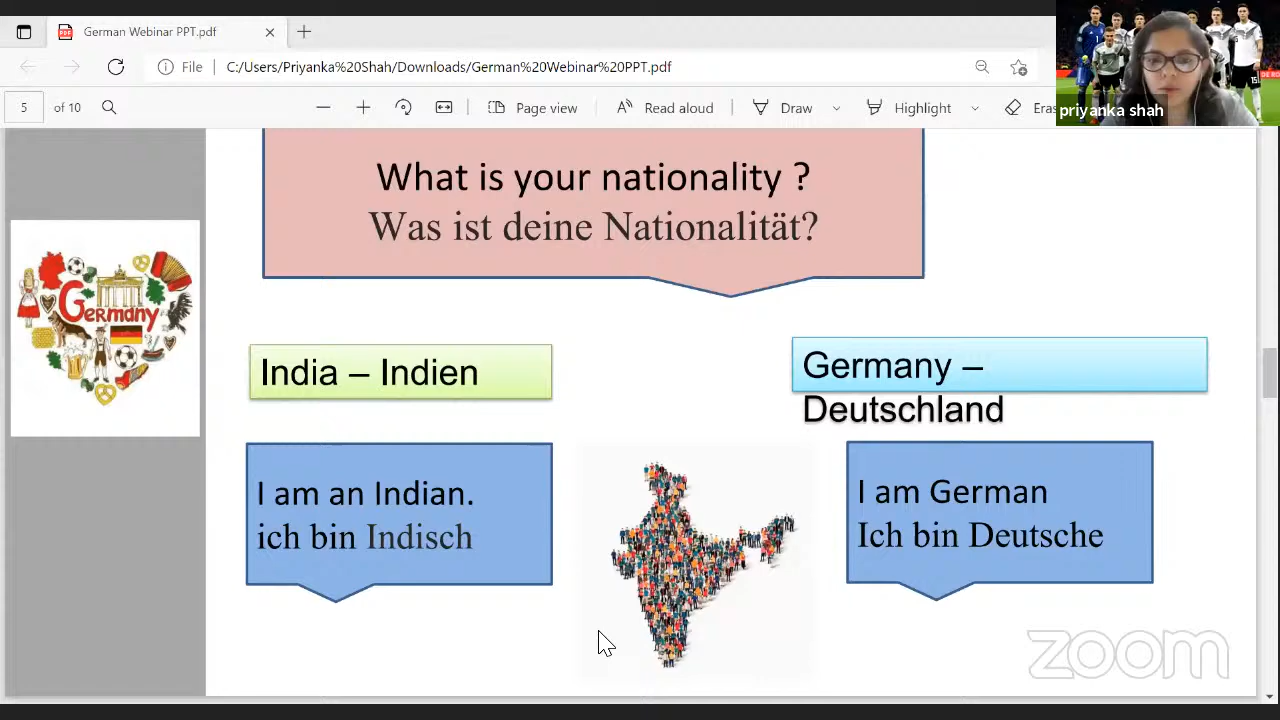 German Webinar PPT.pdf
File
C:/Users/Priyanka%20Shah/Downloads/German%20Webinar%20PPT.pdf
5
of 10
Page view
Read aloud
Draw
Highlight
Eras
priyanka shah
What is your nationality ?
Was ist deine Nationalität?
Germany
India – Indien
Germany –
Deutschland
I am an Indian.
ich bin Indisch
I am German
Ich bin Deutsche
zoom